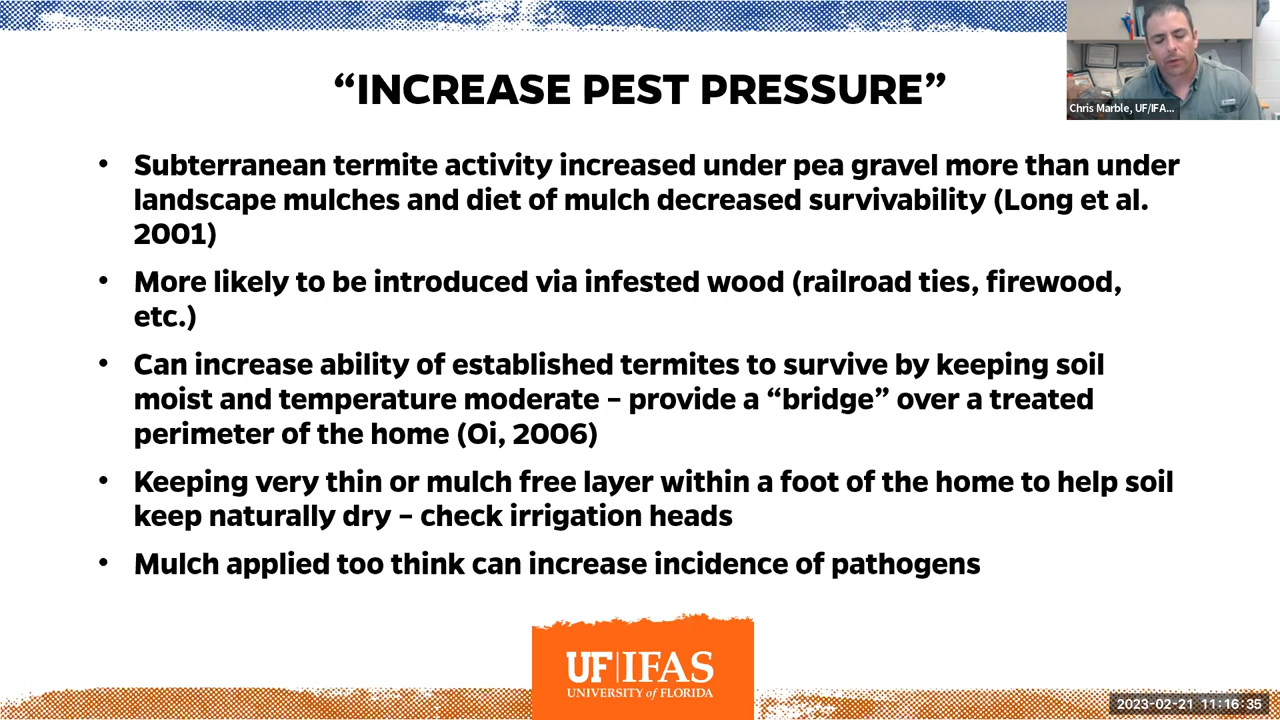 “INCREASE PEST PRESSURE”
Chris Marble, UF/IFA...
• Subterranean termite activity increased under pea gravel more than under
landscape mulches and diet of mulch decreased survivability (Long et al.
2001)
• More likely to be introduced via infested wood (railroad ties, firewood,
etc.)
• Can increase ability of established termites to survive by keeping soil
moist and temperature moderate – provide a “bridge” over a treated
perimeter of the home (Oi, 2006)
• Keeping very thin or mulch free layer within a foot of the home to help soil
keep naturally dry – check irrigation heads
• Mulch applied too think can increase incidence of pathogens
UF|IFAS
UNIVERSITY of FLORIDA
2023-02-21 11:16:35